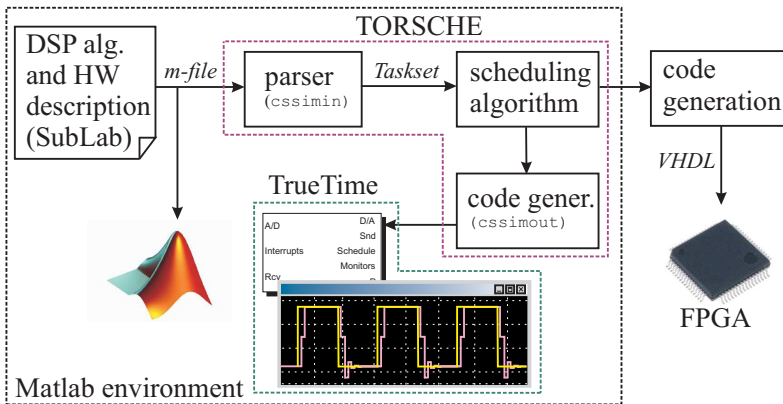 TORSCHE
DSP alg.
and HW
description
(SubLab)
m-file
parser
(cssimin)
Taskset
scheduling
algorithm
code
generation
VHDL
code gener.
(cssimout)
TrueTime
A/D
Interrupts
Rcv
D/A
Snd
Schedule
Monitors
FPGA
Matlab environment